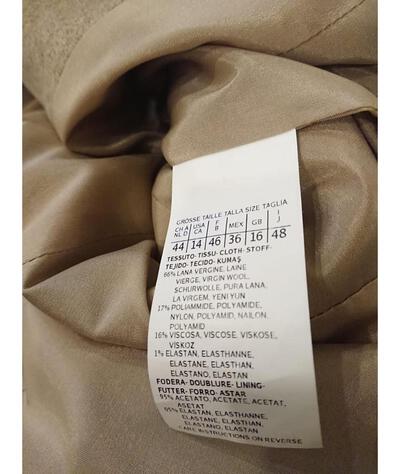 GRÖSSE TAILLE TALLA SIZE TAGLIA
CH A NL D USA CA F B MEX GB I J
44 14 46 36 16 48
TESSUTO-TISSU-CLOTH-STOFF-
TEJIDO-TECIDO-KUMAŞ
66% LANA VERGINE, LAINE
VIERGE, VIRGIN WOOL,
SCHURWOLLE, PURA LANA,
LA VIRGEM, YENI YUN
17% POLIAMMIDE, POLYAMIDE,
NYLON, POLYAMID, NAILON,
POLYAMID
16% VISCOSA, VISCOSE, VISKOSE,
VISKOZ
1% ELASTAN, ELASTHANNE,
ELASTANE, ELASTHAN,
ELASTANO, ELASTAN
FODERA-DOUBLURE-LINING-
FUTTER-FORRO-ASTAR
95% ACETATO, ACETATE, ACETAT,
ASETAT
05% ELASTAN, ELASTHANNE,
ELASTANE, ELASTHAN,
ELASTANO, ELASTAN
CARE INSTRUCTIONS ON REVERSE